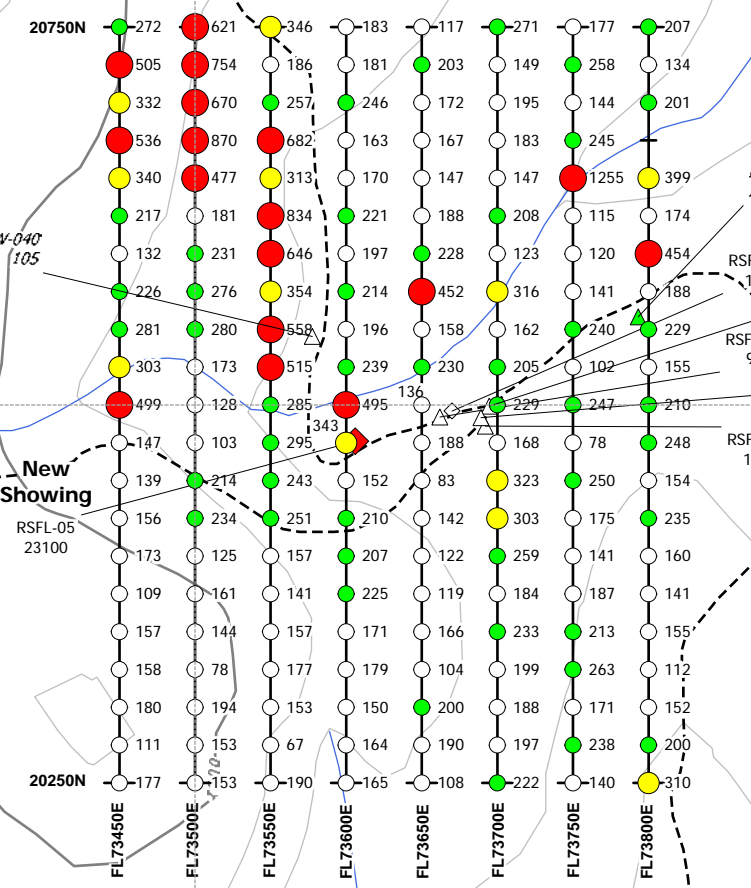 20750N 272 621 346 183 117 271 177 207
505 754 186 181 203 149 258 134
332 670 257 246 172 195 144 201
536 870 682 163 167 183 245
340 477 313 170 147 147 1255 399
217 181 834 221 188 208 115 174
132 231 646 197 228 123 120 454
105
226 276 354 214 452 316 141 188
281 280 558 196 158 162 240 229
303 173 515 239 230 205 102 155
136
499 128 285 495 229 247 210
343
147 103 295 188 168 78 248
New
Showing
139 214 243 152 83 323 250 154
156 234 251 210 142 303 175 235
RSFL-05
23100
173 125 157 207 122 259 141 160
109 161 141 225 119 184 187 141
157 144 157 171 166 233 213 155
158 78 177 179 104 199 263 112
180 194 153 150 200 188 171 152
111 153 67 164 190 197 238 200
20250N 177 153 190 165 108 222 140 310
FL73450E FL73500E FL73550E FL73600E FL73650E FL73700E FL73750E FL73800E